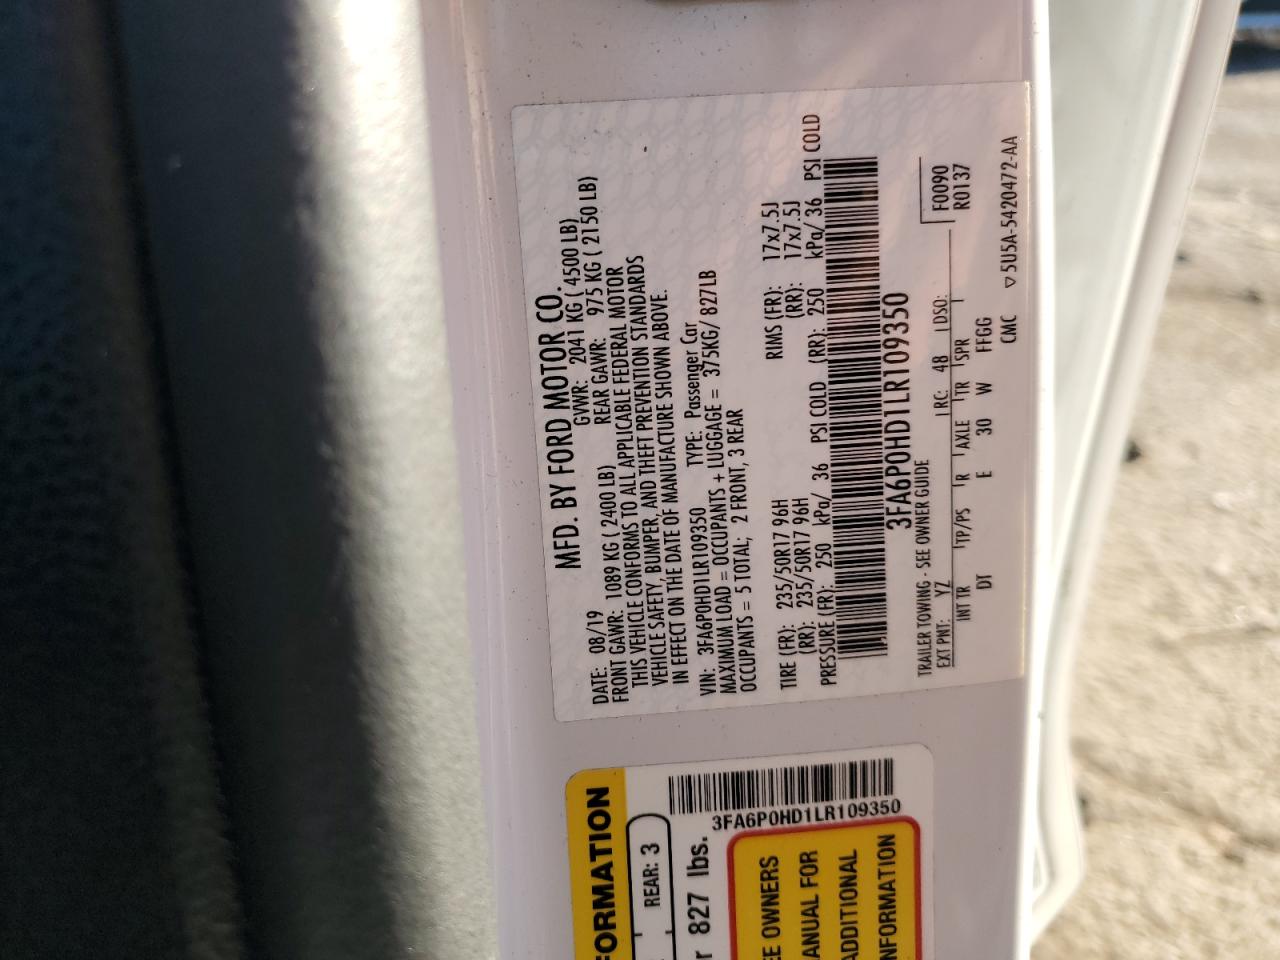 MFD. BY FORD MOTOR CO.
DATE: 08/19 GVWR: 2041 KG ( 4500 LB)
FRONT GAWR: 1089 KG ( 2400 LB) REAR GAWR: 975 KG ( 2150 LB)
THIS VEHICLE CONFORMS TO ALL APPLICABLE FEDERAL MOTOR
VEHICLE SAFETY, BUMPER, AND THEFT PREVENTION STANDARDS
IN EFFECT ON THE DATE OF MANUFACTURE SHOWN ABOVE.
VIN: 3FA6P0HD1LR109350 TYPE: Passenger Car
MAXIMUM LOAD = OCCUPANTS + LUGGAGE = 375KG/ 827LB
OCCUPANTS = 5 TOTAL; 2 FRONT, 3 REAR
TIRE (FR): 235/50R17 96H RIMS (FR): 17x7.5J
(RR): 235/50R17 96H (RR): 17x7.5J
PRESSURE (FR): 250 kPa/ 36 PSI COLD (RR): 250 kPa/ 36 PSI COLD
3FA6P0HD1LR109350
TRAILER TOWING - SEE OWNER GUIDE
F0090
R0137
EXT PNT: YZ RC: 48 DSO:
INT TR TP/PS R AXLE TR SPR
DT E 30 W FFGG
CMC ▽ 5U5A-5420472-AA
FORMATION
REAR: 3
r 827 lbs.
3FA6P0HD1LR109350
EE OWNERS
ANUAL FOR
ADDITIONAL
NFORMATION